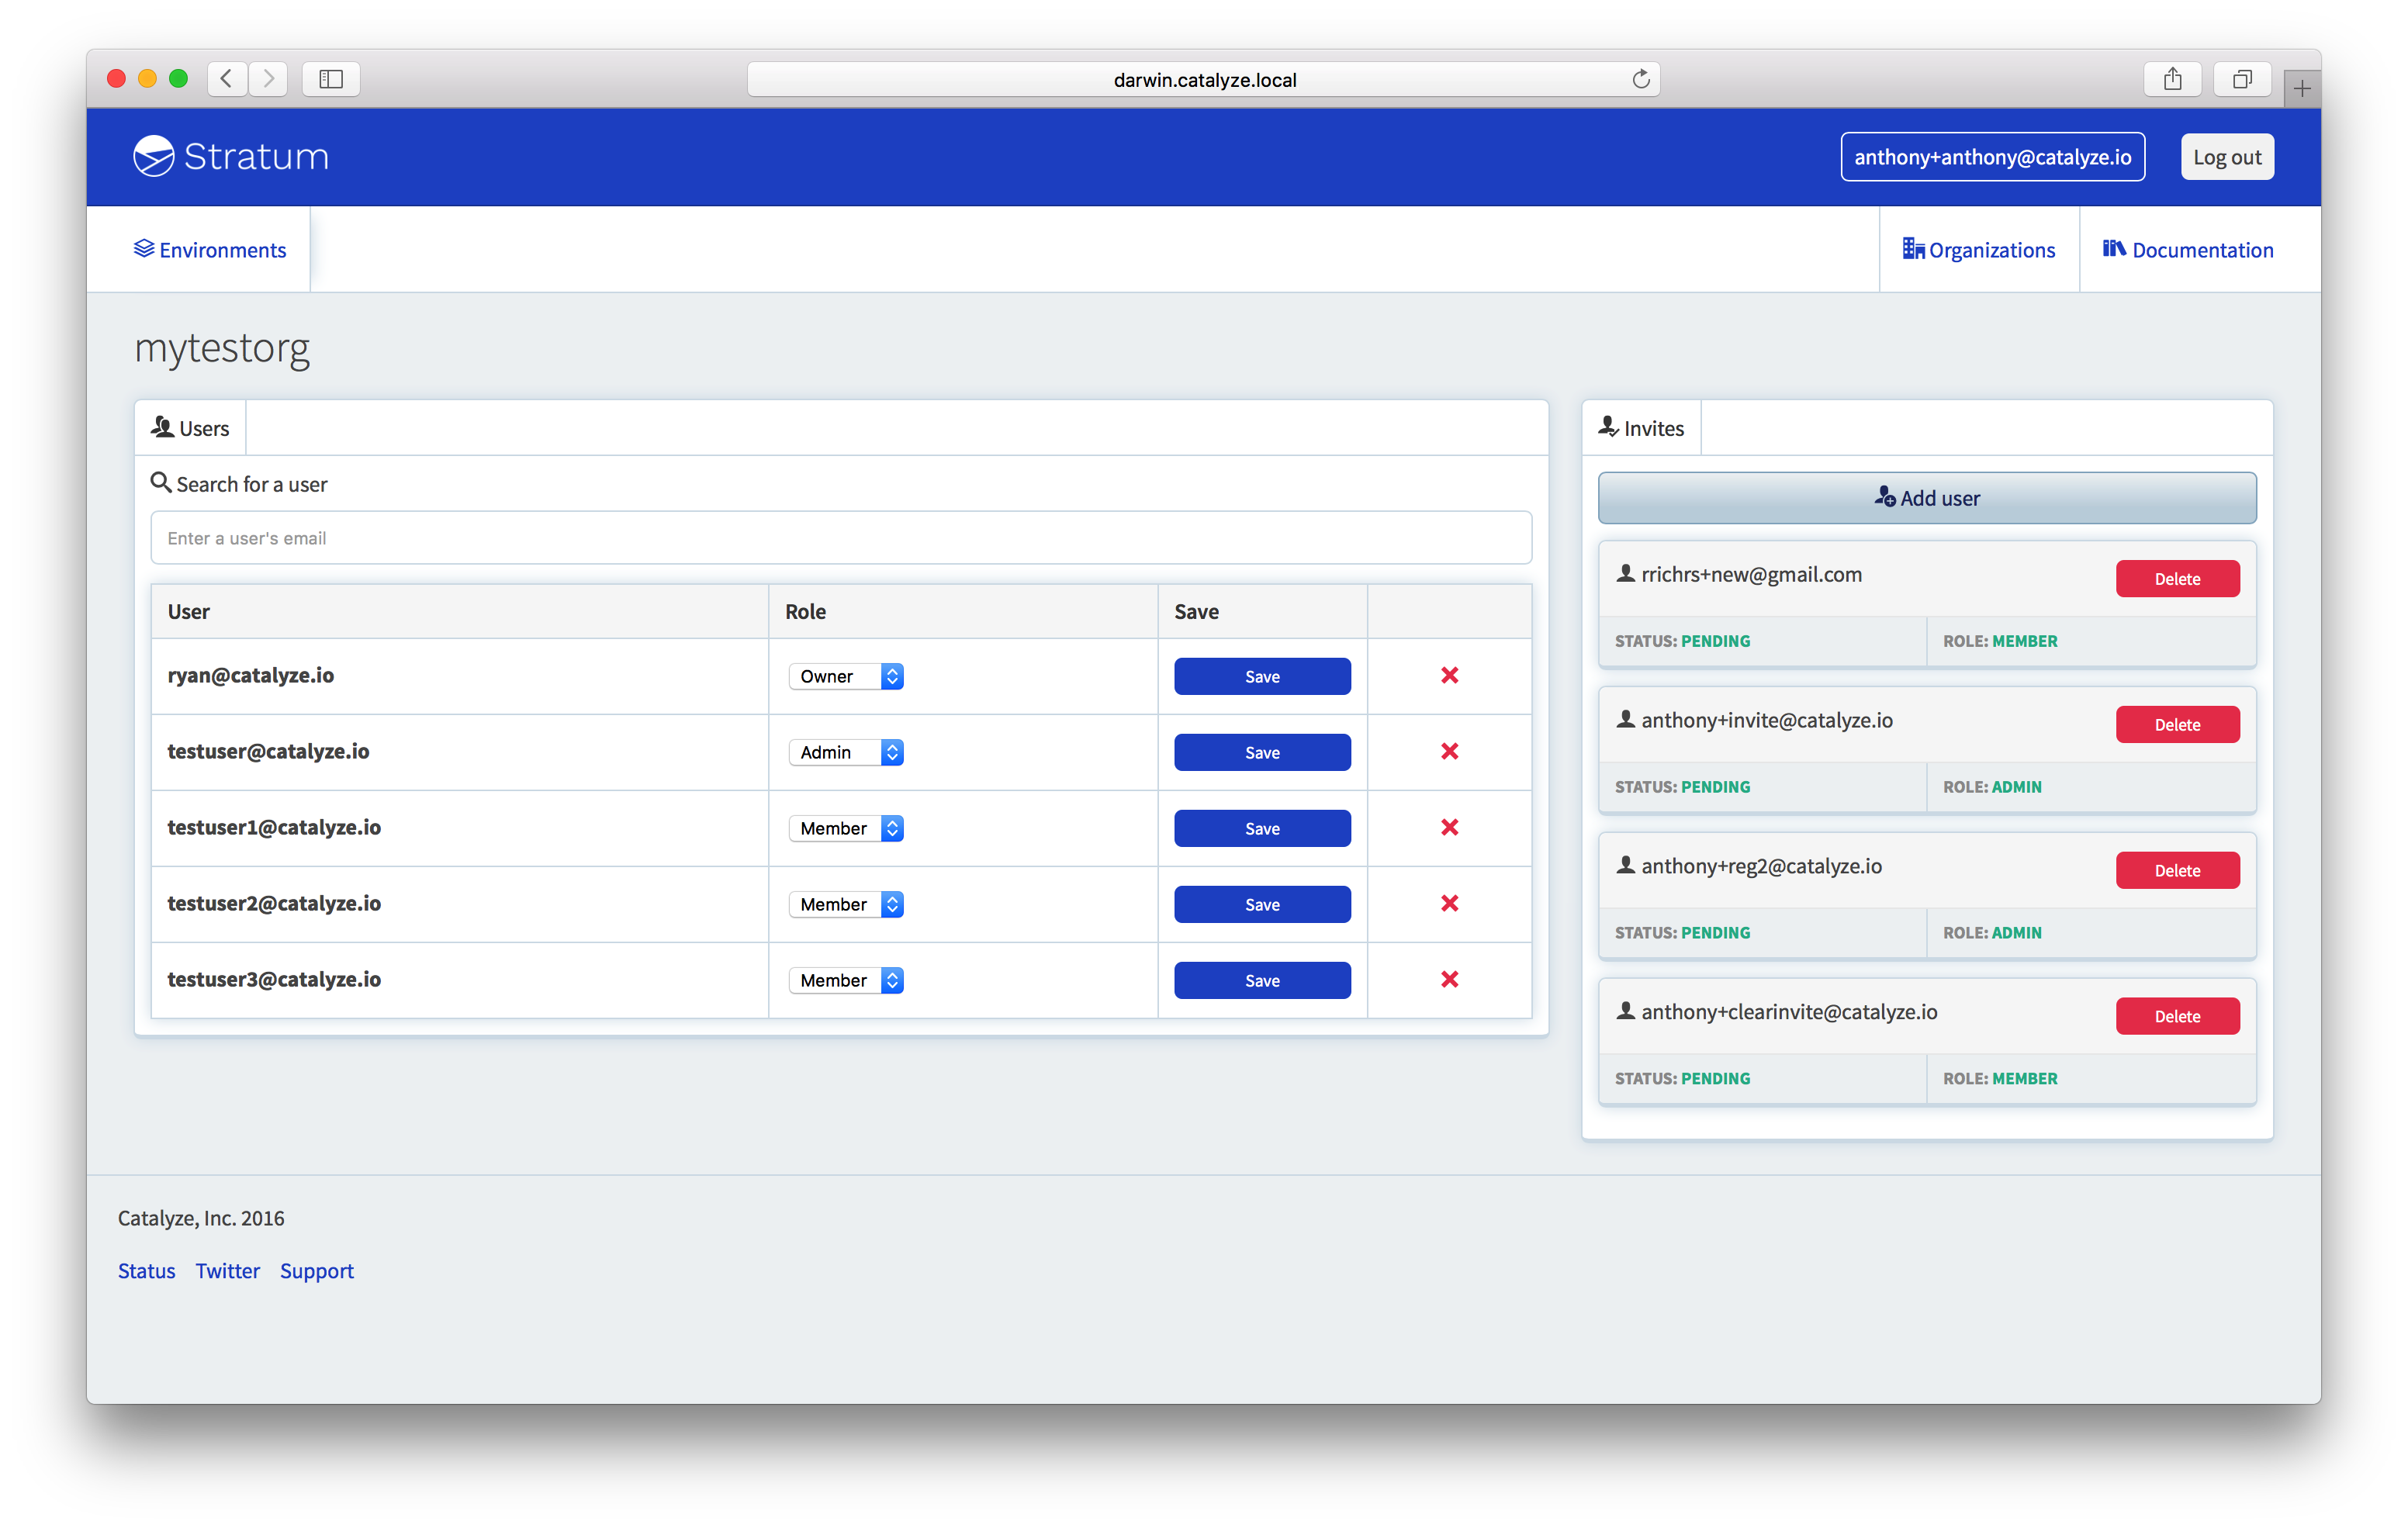 darwin.catalyze.local
Stratum
anthony+anthony@catalyze.io
Log out
Environments
Organizations
Documentation
mytestorg
Users
Search for a user
Enter a user's email
User Role Save
ryan@catalyze.io Owner Save
testuser@catalyze.io Admin Save
testuser1@catalyze.io Member Save
testuser2@catalyze.io Member Save
testuser3@catalyze.io Member Save
Invites
Add user
rrichrs+new@gmail.com Delete
STATUS: PENDING ROLE: MEMBER
anthony+invite@catalyze.io Delete
STATUS: PENDING ROLE: ADMIN
anthony+reg2@catalyze.io Delete
STATUS: PENDING ROLE: ADMIN
anthony+clearinvite@catalyze.io Delete
STATUS: PENDING ROLE: MEMBER
Catalyze, Inc. 2016
Status Twitter Support